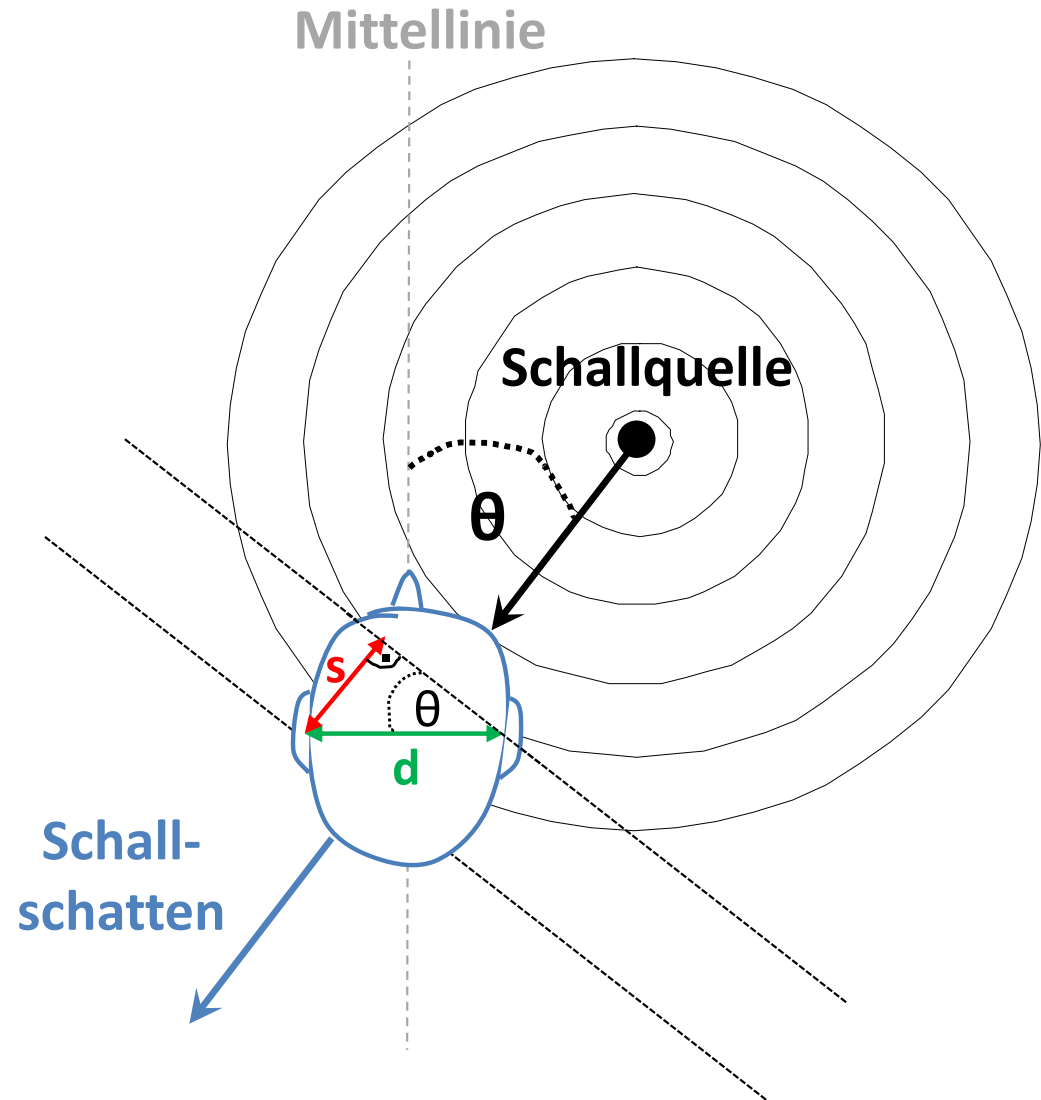 Mittellinie
Schallquelle
θ
s
θ
d
Schall-
schatten